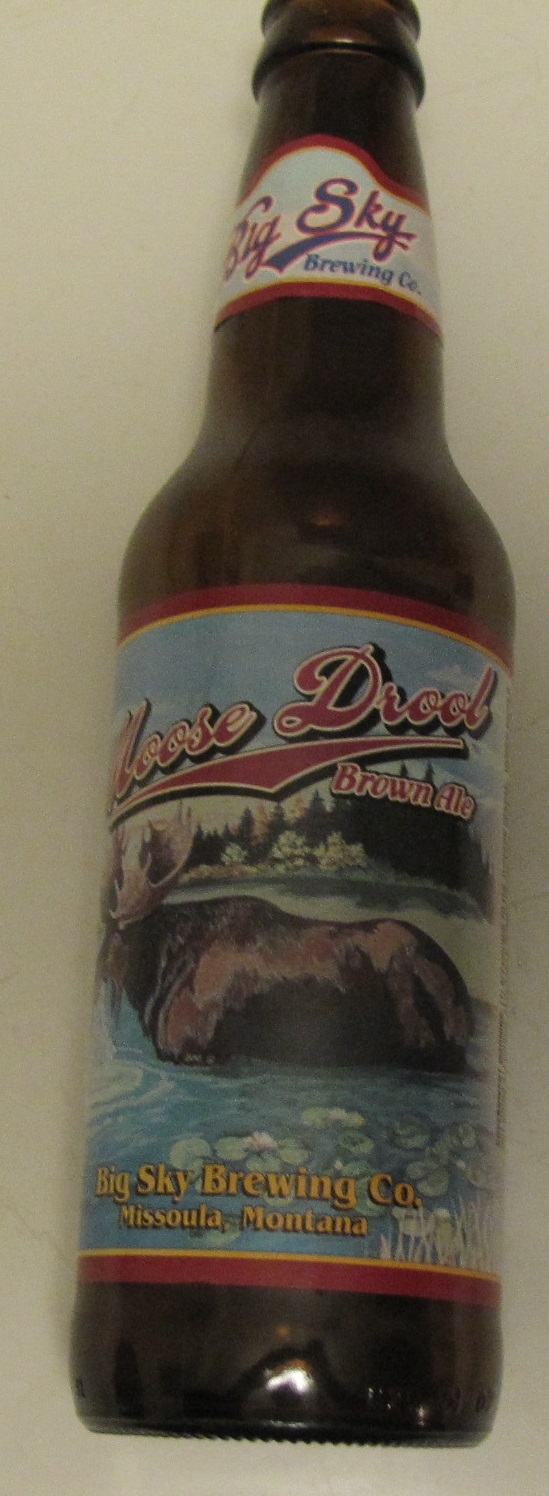 Big Sky
Brewing Co.
Moose Drool
Brown Ale
Big Sky Brewing Co.
Missoula, Montana